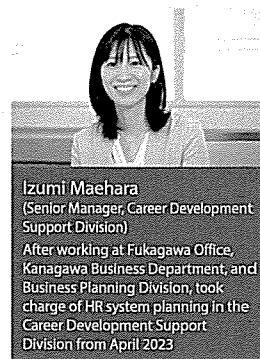 Izumi Maehara
(Senior Manager, Career Development
Support Division)
After working at Fukagawa Office,
Kanagawa Business Department, and
Business Planning Division, took
charge of HR system planning in the
Career Development Support
Division from April 2023